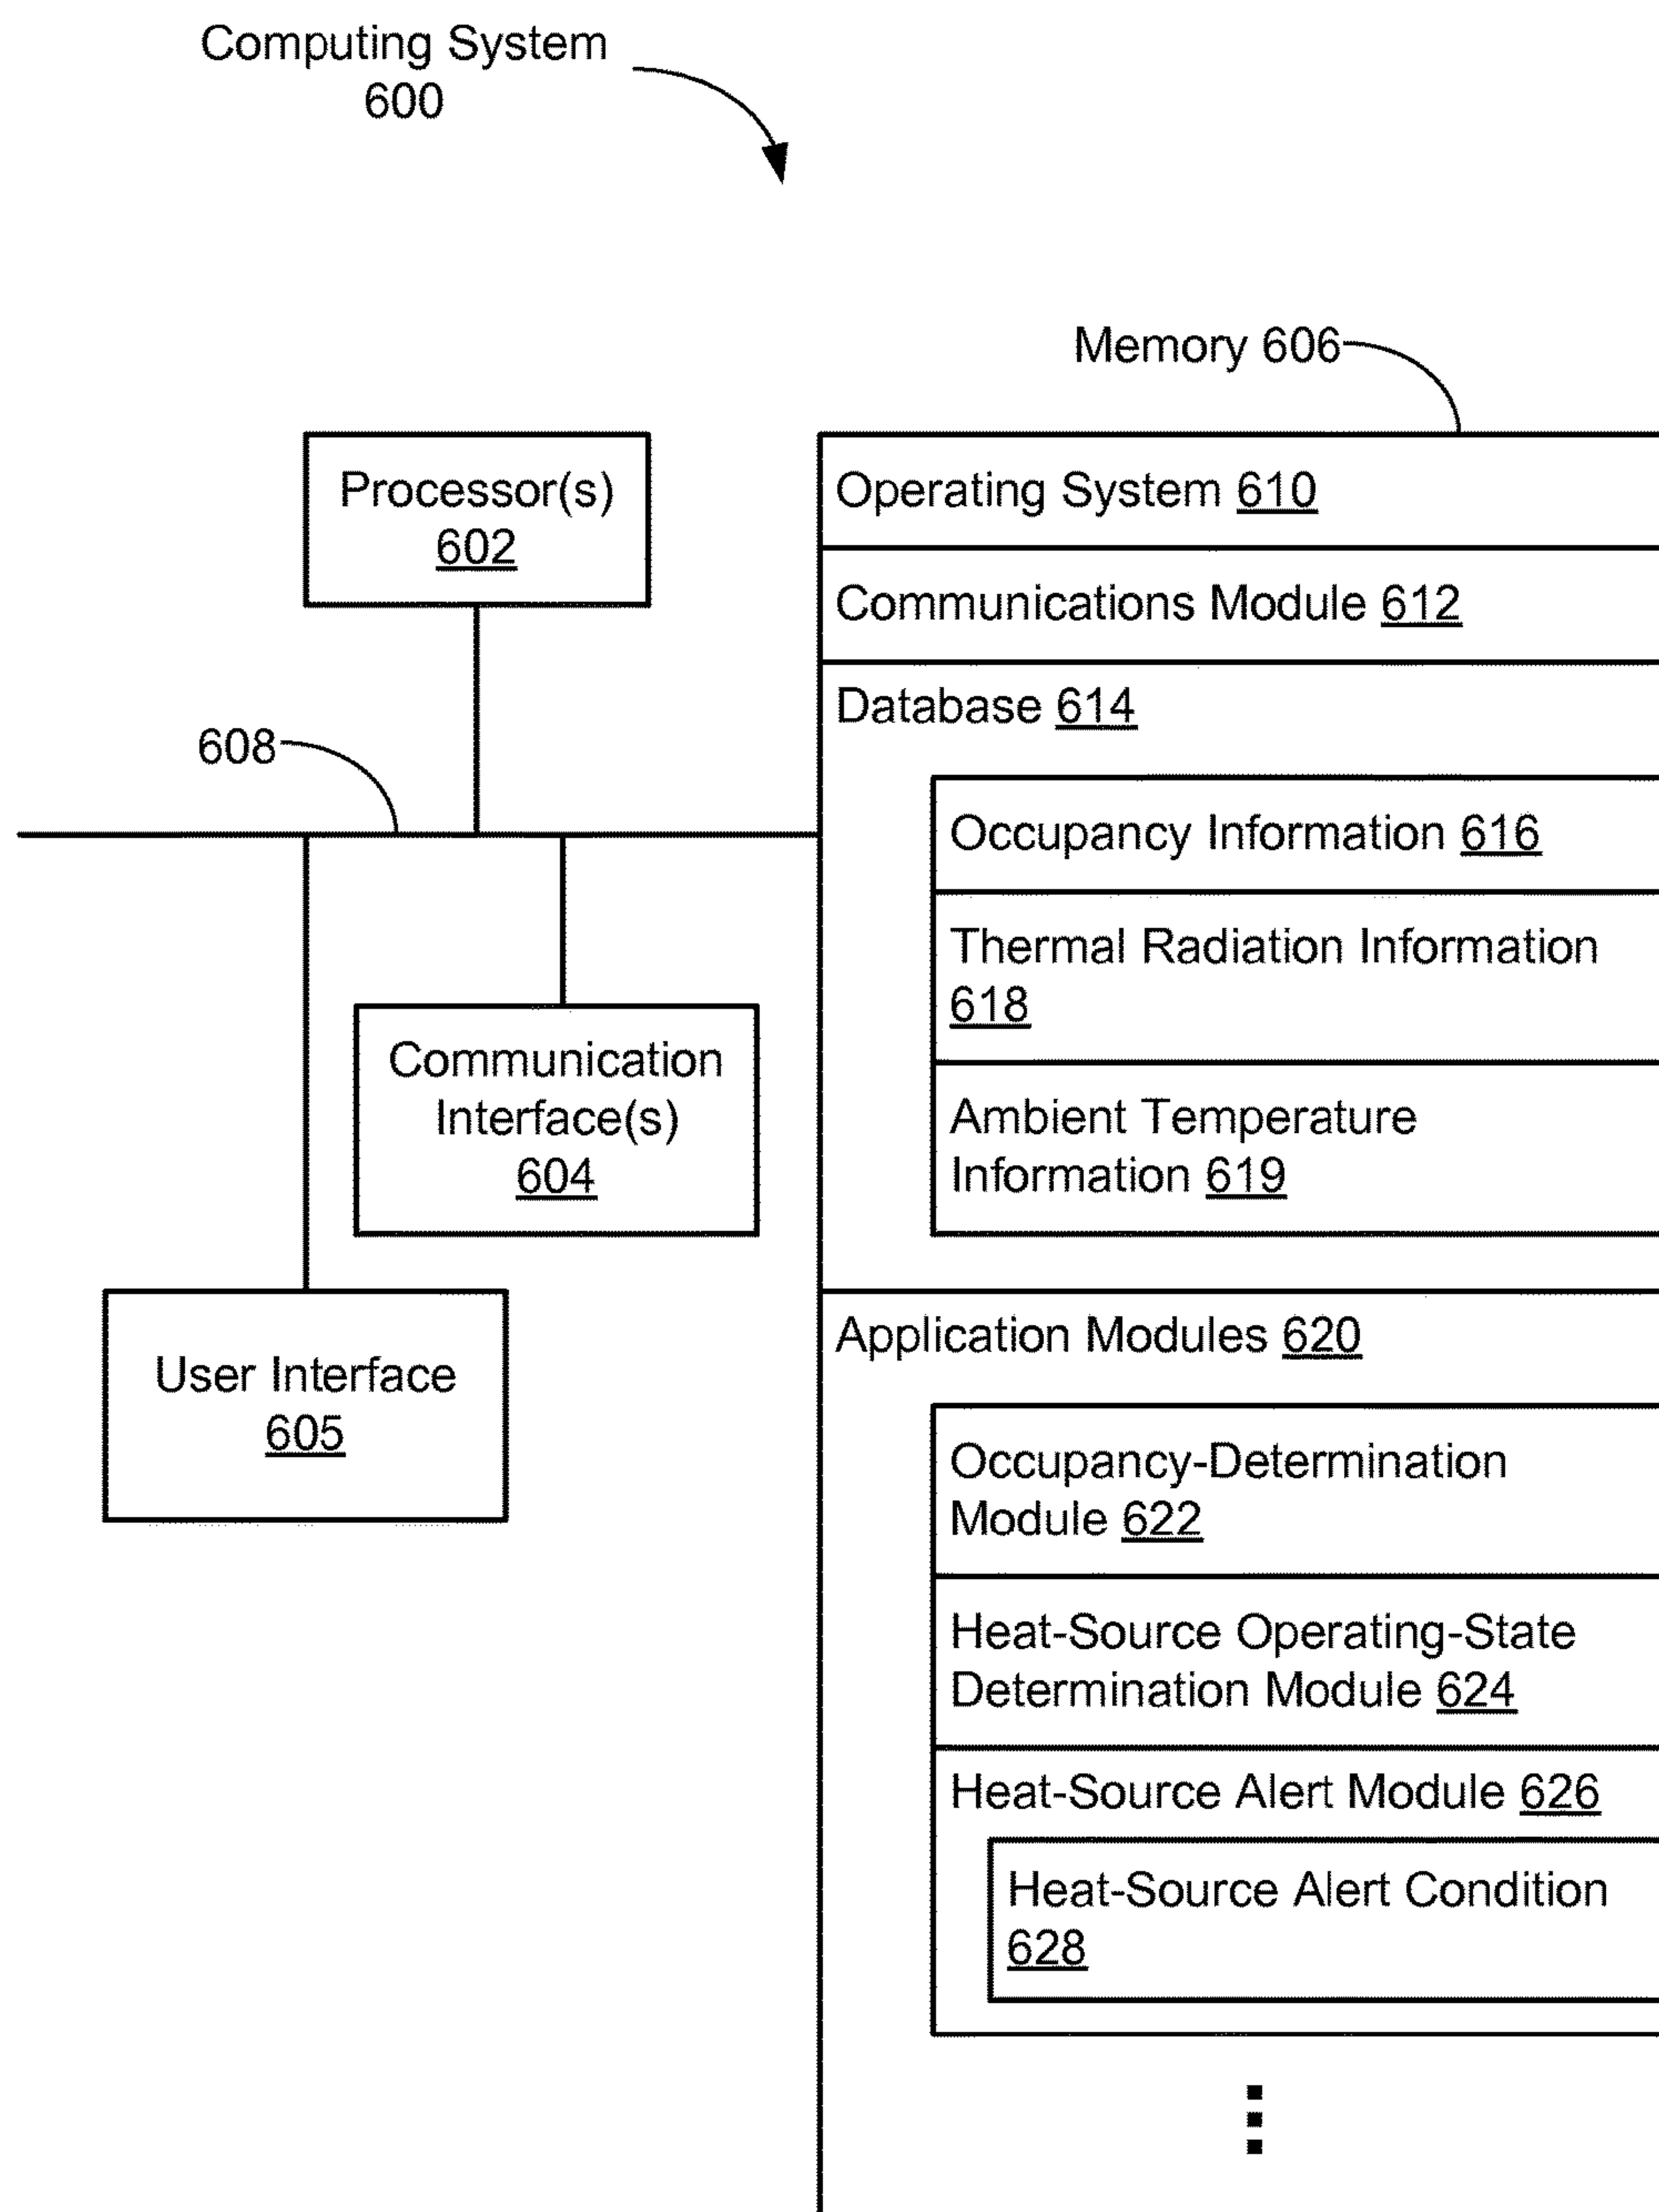 Computing System
600
Memory 606
Processor(s)
602
608
Communication
Interface(s)
604
User Interface
605
Operating System 610
Communications Module 612
Database 614
Occupancy Information 616
Thermal Radiation Information
618
Ambient Temperature
Information 619
Application Modules 620
Occupancy-Determination
Module 622
Heat-Source Operating-State
Determination Module 624
Heat-Source Alert Module 626
Heat-Source Alert Condition
628